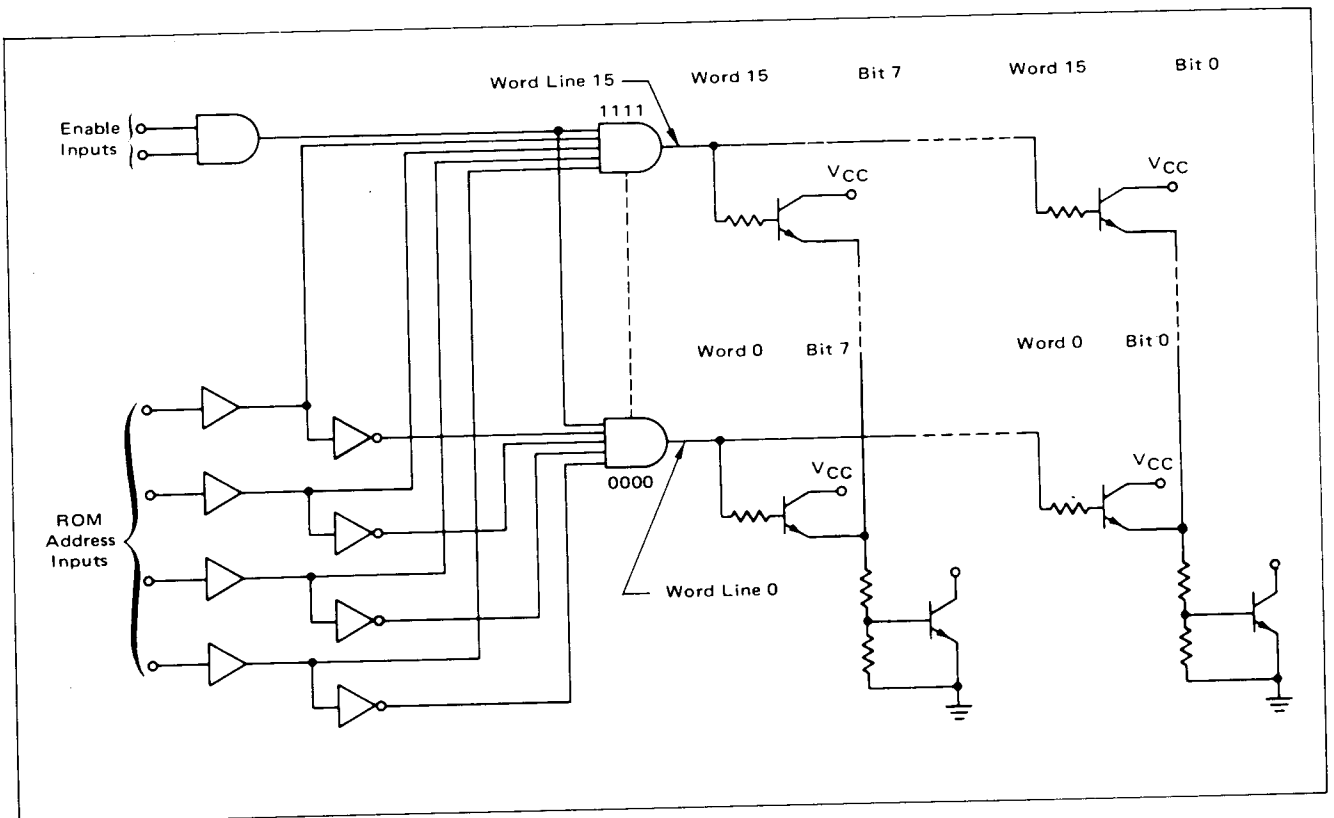 Word Line 15
Word 15
Bit 7
Word 15
Bit 0
Enable
Inputs
1111
VCC
VCC
Word 0
Bit 7
Word 0
Bit 0
0000
VCC
VCC
ROM
Address
Inputs
Word Line 0